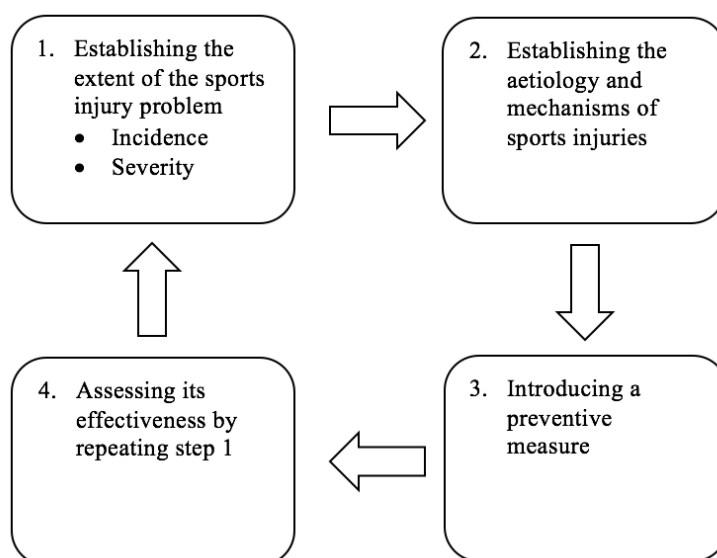 1. Establishing the
extent of the sports
injury problem
• Incidence
• Severity
2. Establishing the
aetiology and
mechanisms of
sports injuries
3. Introducing a
preventive
measure
4. Assessing its
effectiveness by
repeating step 1